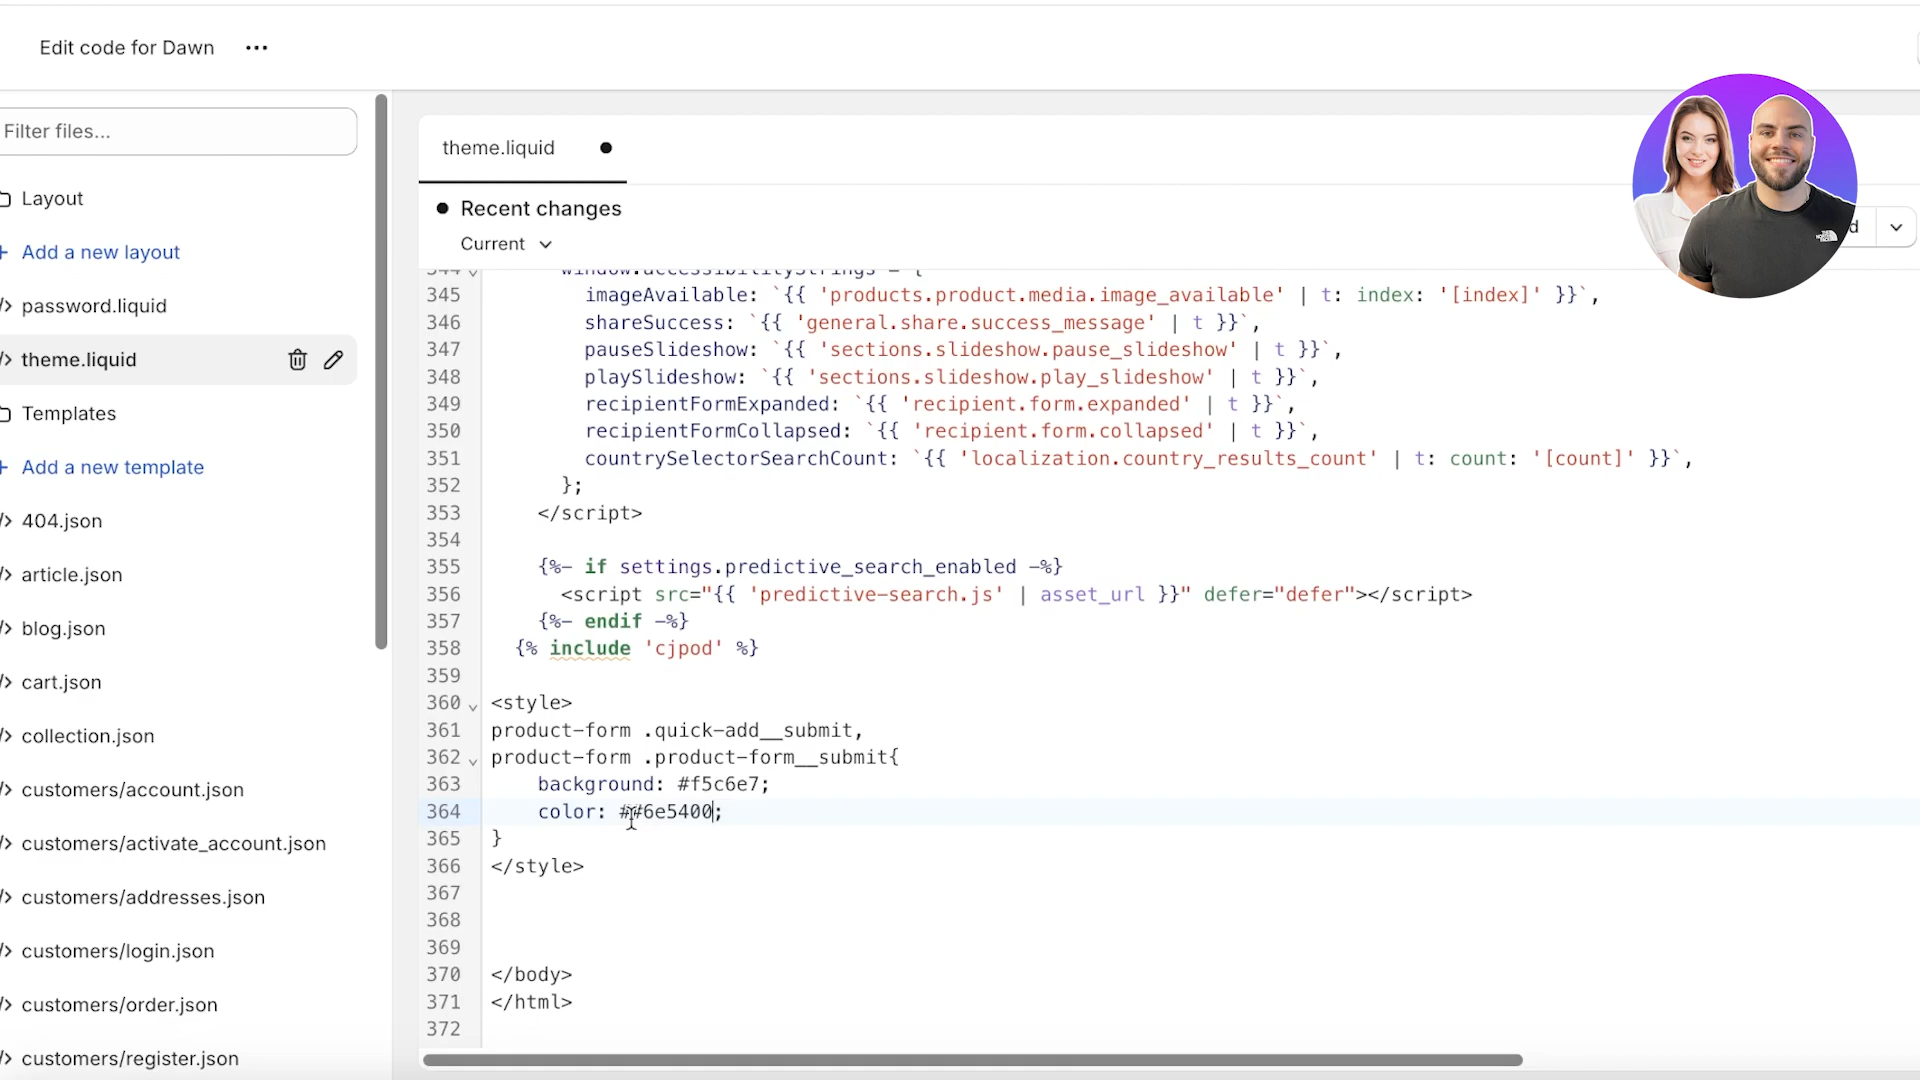 Edit code for Dawn ...
Filter files...
Layout
+ Add a new layout
password.liquid
theme.liquid
Templates
+ Add a new template
404.json
article.json
blog.json
cart.json
collection.json
customers/account.json
customers/activate_account.json
customers/addresses.json
customers/login.json
customers/order.json
customers/register.json
theme.liquid
Recent changes
Current
344 window.accessibilityStrings = {
345 imageAvailable: `{{ 'products.product.media.image_available' | t: index: '[index]' }}`,
346 shareSuccess: `{{ 'general.share.success_message' | t }}`,
347 pauseSlideshow: `{{ 'sections.slideshow.pause_slideshow' | t }}`,
348 playSlideshow: `{{ 'sections.slideshow.play_slideshow' | t }}`,
349 recipientFormExpanded: `{{ 'recipient.form.expanded' | t }}`,
350 recipientFormCollapsed: `{{ 'recipient.form.collapsed' | t }}`,
351 countrySelectorSearchCount: `{{ 'localization.country_results_count' | t: count: '[count]' }}`,
352 };
353 </script>
354
355 {%- if settings.predictive_search_enabled -%}
356 <script src="{{ 'predictive-search.js' | asset_url }}" defer="defer"></script>
357 {%- endif -%}
358 {% include 'cjpod' %}
359
360 <style>
361 product-form .quick-add__submit,
362 product-form .product-form__submit{
363 background: #f5c6e7;
364 color: ##6e5400;
365 }
366 </style>
367
368
369
370 </body>
371 </html>
372